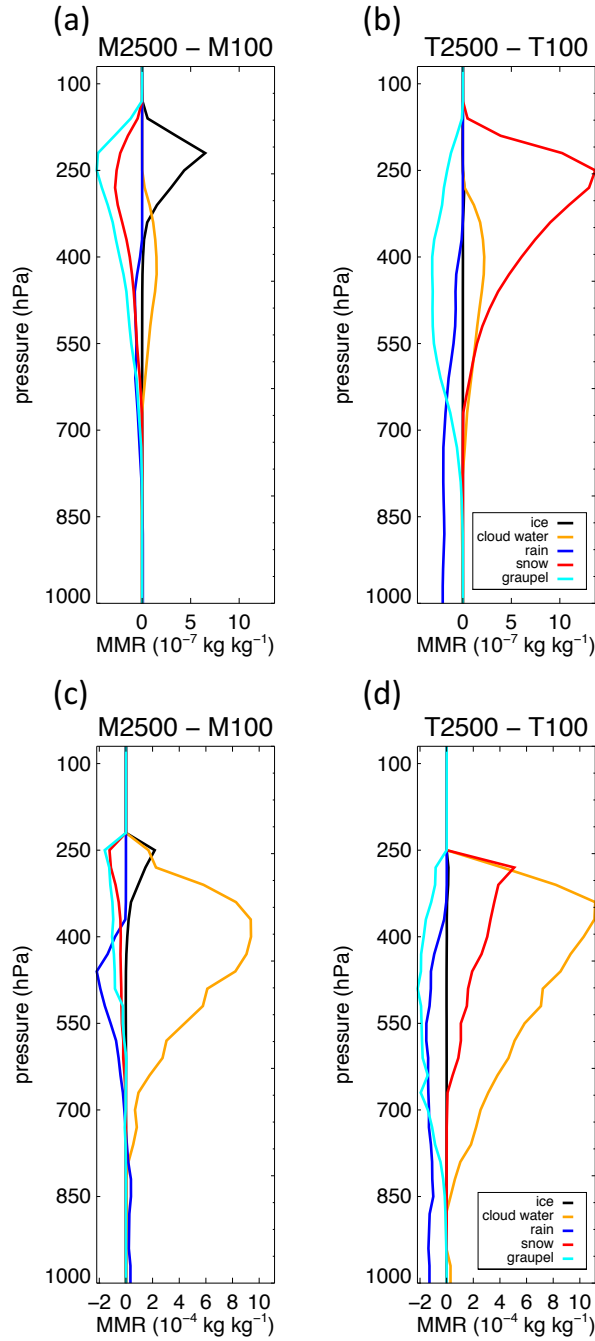 (a)
M2500 − M100
100
250
400
550
700
850
1000
pressure (hPa)
0 5 10
MMR (10⁻⁷ kg kg⁻¹)
(b)
T2500 − T100
100
250
400
550
700
850
1000
pressure (hPa)
ice
cloud water
rain
snow
graupel
0 5 10
MMR (10⁻⁷ kg kg⁻¹)
(c)
M2500 − M100
100
250
400
550
700
850
1000
pressure (hPa)
−2 0 2 4 6 8 10
MMR (10⁻⁴ kg kg⁻¹)
(d)
T2500 − T100
100
250
400
550
700
850
1000
pressure (hPa)
ice
cloud water
rain
snow
graupel
−2 0 2 4 6 8 10
MMR (10⁻⁴ kg kg⁻¹)